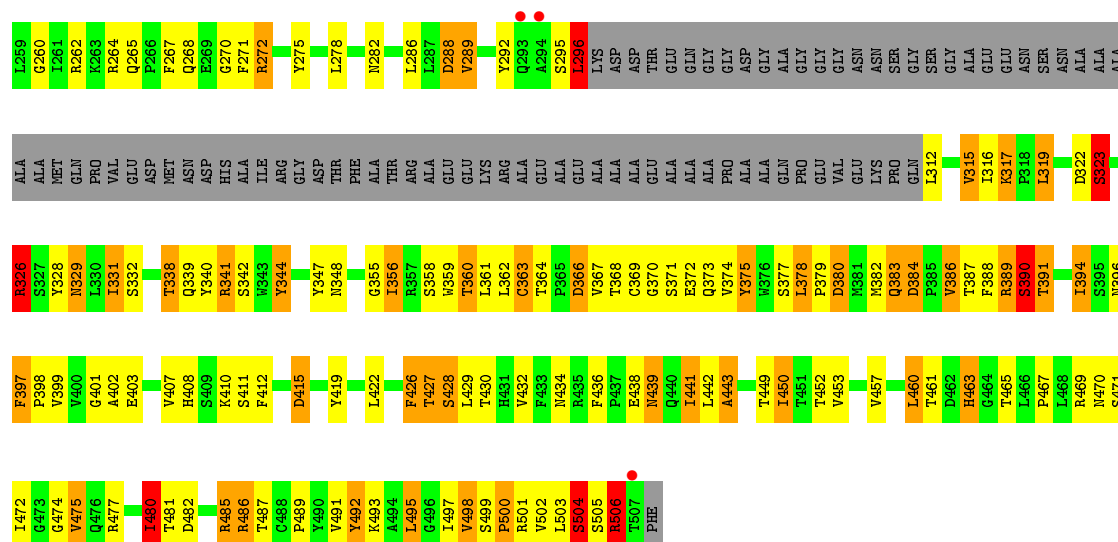 L259 G260 I261 R262 K263 R264 Q265 P266 F267 Q268 E269 G270 F271 R272 Y275 L278 N282 L286 L287 D288 V289 Y292 Q293 A294 S295 L296 LYS ASP ASP THR GLU GLN GLY GLY ASP GLY ALA GLY GLY GLY ASN ASN SER GLY SER GLY ALA GLU GLU ASN SER ASN ALA ALA ALA
ALA ALA MET GLN PRO VAL GLU ASP MET ASN ASP HIS ALA ILE ARG GLY ASP THR PHE ALA THR ARG ALA GLU GLU LYS ARG ALA GLU ALA GLU ALA ALA ALA GLU ALA ALA ALA PRO ALA ALA GLN PRO GLU VAL GLU LYS PRO GLN L312 V315 I316 K317 P318 L319 D322 S323
R326 S327 Y328 N329 L330 I331 S332 T338 Q339 Y340 R341 S342 W343 Y344 Y347 N348 G355 I356 R357 S358 W359 T360 L361 L362 C363 T364 P365 D366 V367 T368 C369 G370 S371 E372 Q373 V374 Y375 W376 S377 L378 P379 D380 M381 M382 Q383 D384 P385 V386 T387 F388 R389 S390 T391 I394 S395 N396
F397 P398 V399 V400 G401 A402 E403 V407 H408 S409 K410 S411 F412 D415 Y419 L422 F426 T427 S428 L429 T430 H431 V432 F433 N434 R435 F436 P437 E438 N439 Q440 I441 L442 A443 T449 I450 T451 T452 V453 V457 L460 T461 D462 H463 G464 T465 L466 P467 L468 R469 N470 S471
I472 G473 G474 V475 Q476 R477 I480 T481 D482 R485 R486 T487 C488 P489 Y490 V491 Y492 K493 A494 L495 G496 I497 V498 S499 P500 R501 V502 L503 S504 S505 R506 T507 PHE